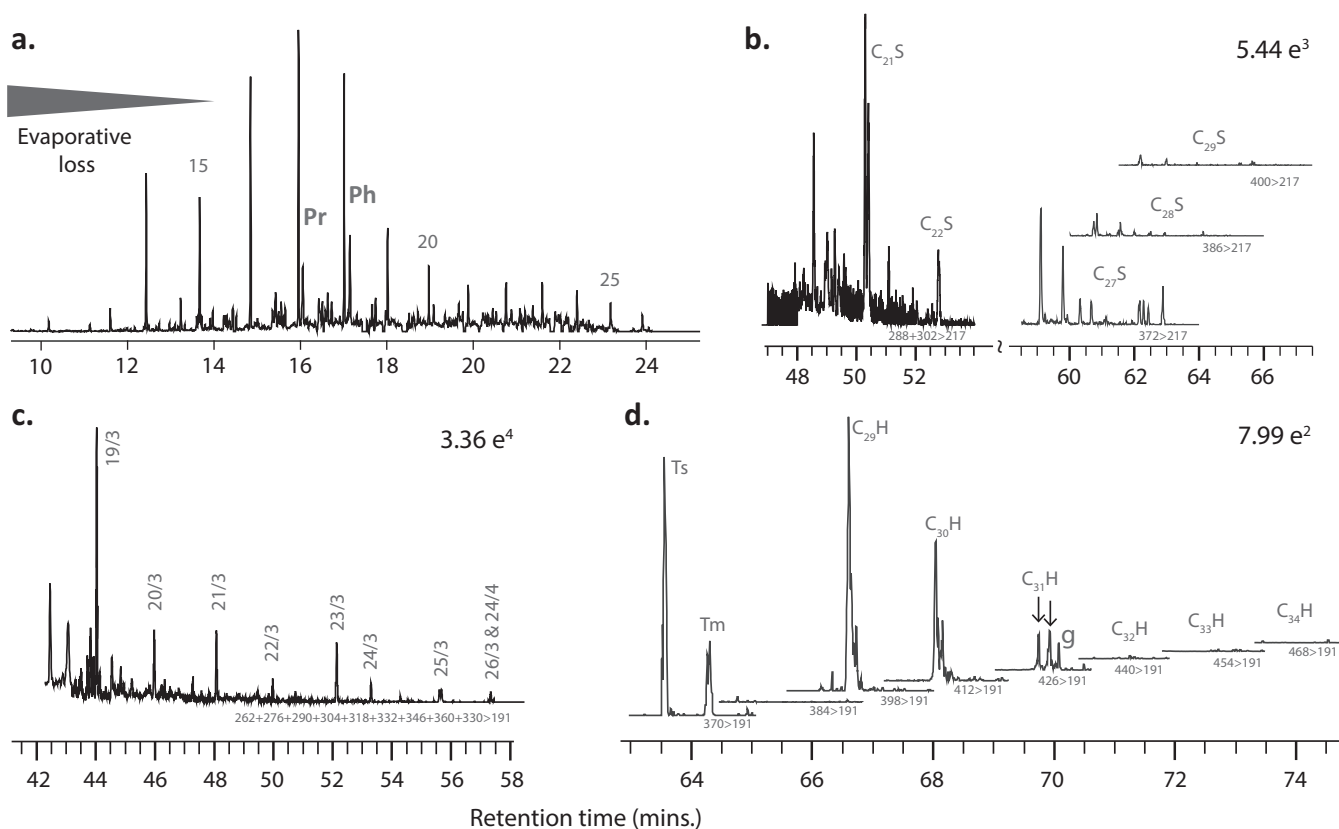 a.
Evaporative
loss
15
Pr
Ph
20
25
10 12 14 16 18 20 22 24
b.
5.44 e³
C₂₁S
C₂₂S
288+302>217
C₂₉S
400>217
C₂₈S
386>217
C₂₇S
372>217
48 50 52 ~ 60 62 64 66
c.
3.36 e⁴
19/3
20/3
21/3
22/3
23/3
24/3
25/3
26/3 & 24/4
262+276+290+304+318+332+346+360+330>191
42 44 46 48 50 52 54 56 58
d.
7.99 e²
Ts
Tm
370>191
C₂₉H
384>191
398>191
C₃₀H
412>191
C₃₁H
g
426>191
C₃₂H
440>191
C₃₃H
454>191
C₃₄H
468>191
64 66 68 70 72 74
Retention time (mins.)